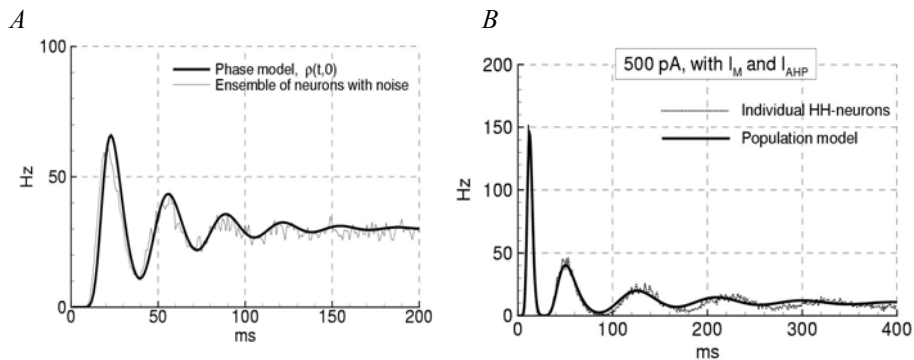 A
100
Phase model, ρ(t,0)
Ensemble of neurons with noise
Hz
50
0
0 50 100 150 200
ms
B
200
500 pA, with I_M and I_AHP
Individual HH-neurons
150
Population model
Hz
100
50
0
0 100 200 300 400
ms